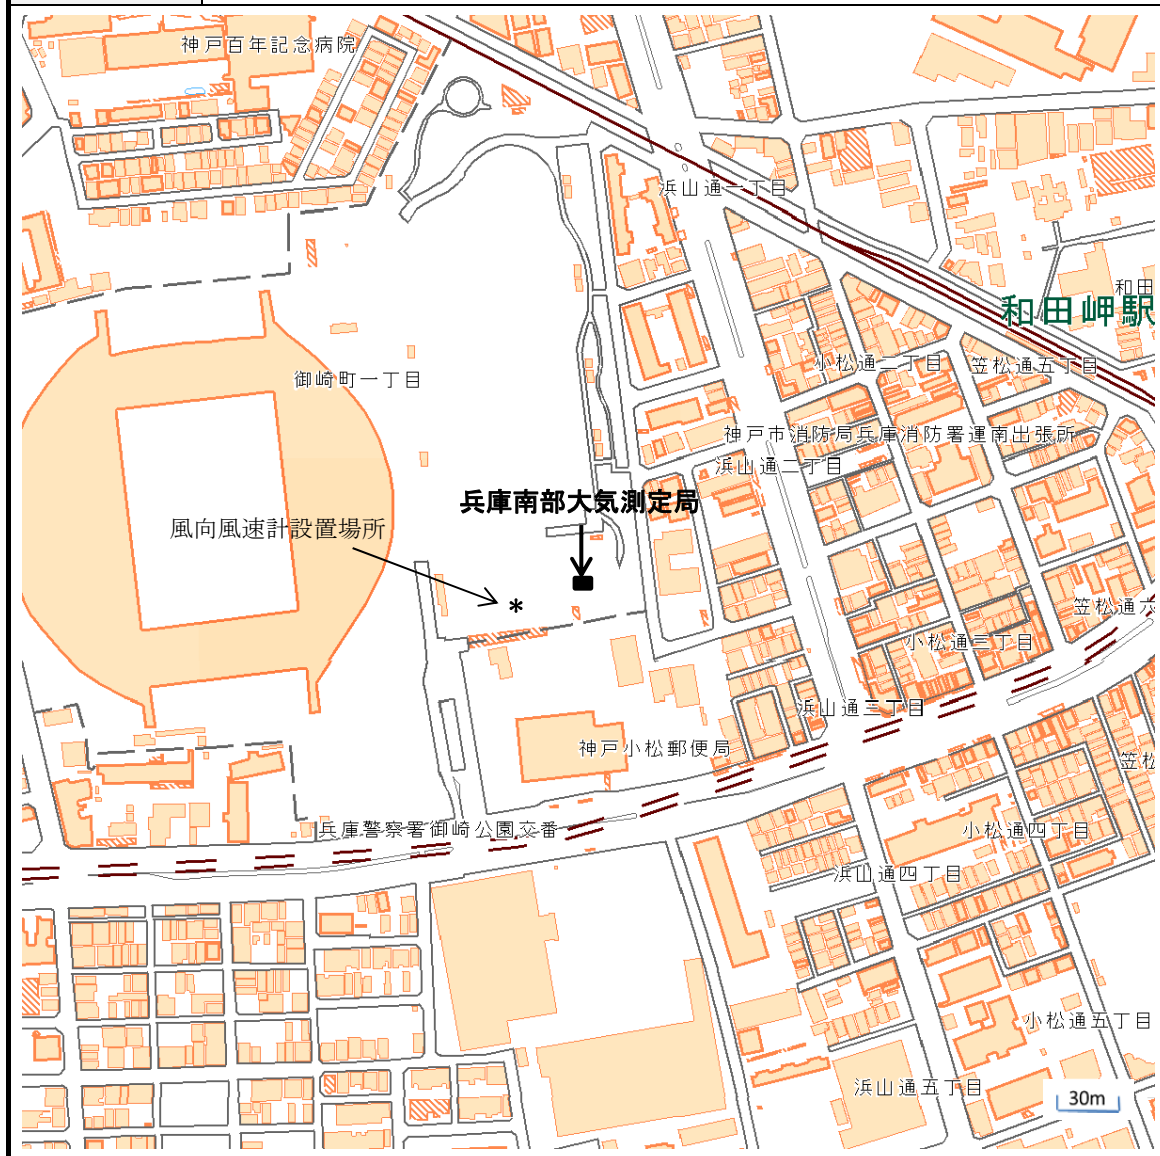 神戸百年記念病院
浜山通一丁目
和田
和田岬駅
小松通二丁目
笠松通五丁目
御崎町一丁目
神戸市消防局兵庫消防署運南出張所
浜山通二丁目
兵庫南部大気測定局
風向風速計設置場所
*
笠松通六
小松通三丁目
浜山通三丁目
神戸小松郵便局
笠松
兵庫警察署御崎公園交番
小松通四丁目
浜山通四丁目
小松通五丁目
浜山通五丁目
30m